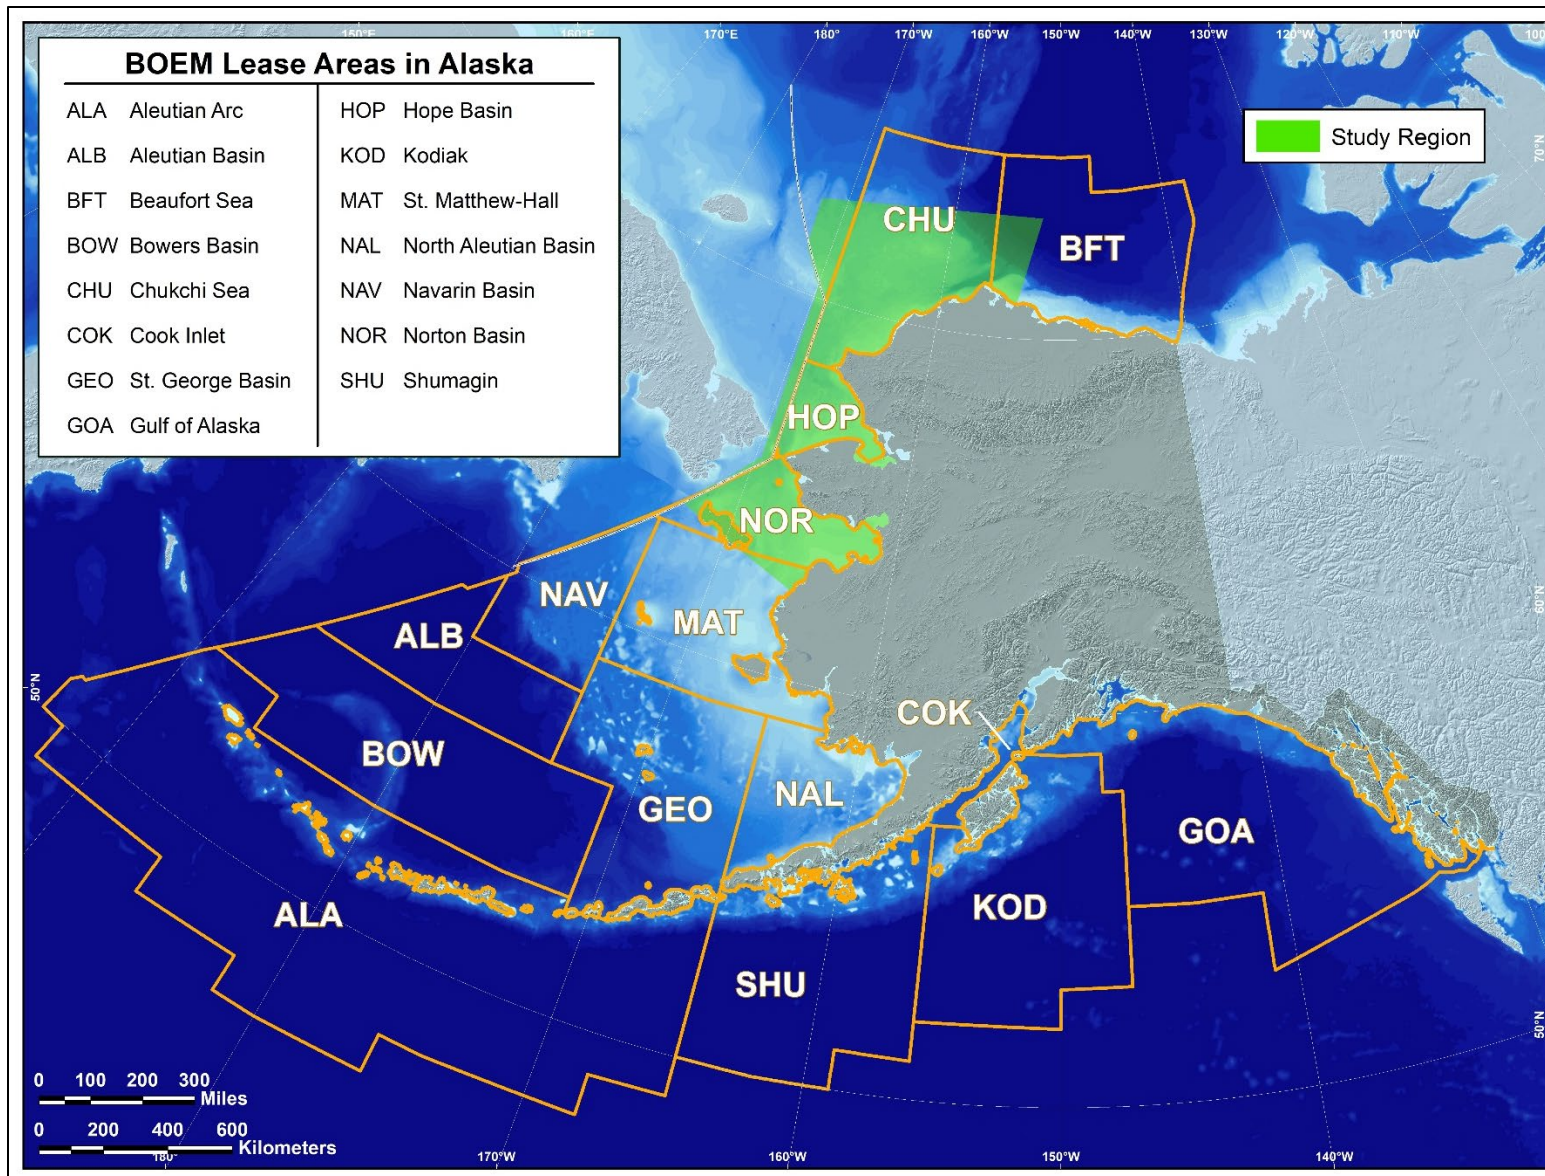 150°E 160°E 170°E 180° 170°W 160°W 150°W 140°W 130°W 120°W 110°W 100
BOEM Lease Areas in Alaska
ALA Aleutian Arc
ALB Aleutian Basin
BFT Beaufort Sea
BOW Bowers Basin
CHU Chukchi Sea
COK Cook Inlet
GEO St. George Basin
GOA Gulf of Alaska
HOP Hope Basin
KOD Kodiak
MAT St. Matthew-Hall
NAL North Aleutian Basin
NAV Navarin Basin
NOR Norton Basin
SHU Shumagin
Study Region
70°N
CHU
BFT
HOP
NOR
NAV
MAT
60°N
ALB
50°N
COK
BOW
NAL
GEO
GOA
KOD
ALA
SHU
50°N
0 100 200 300
Miles
0 200 400 600
Kilometers
180° 170°W 160°W 150°W 140°W